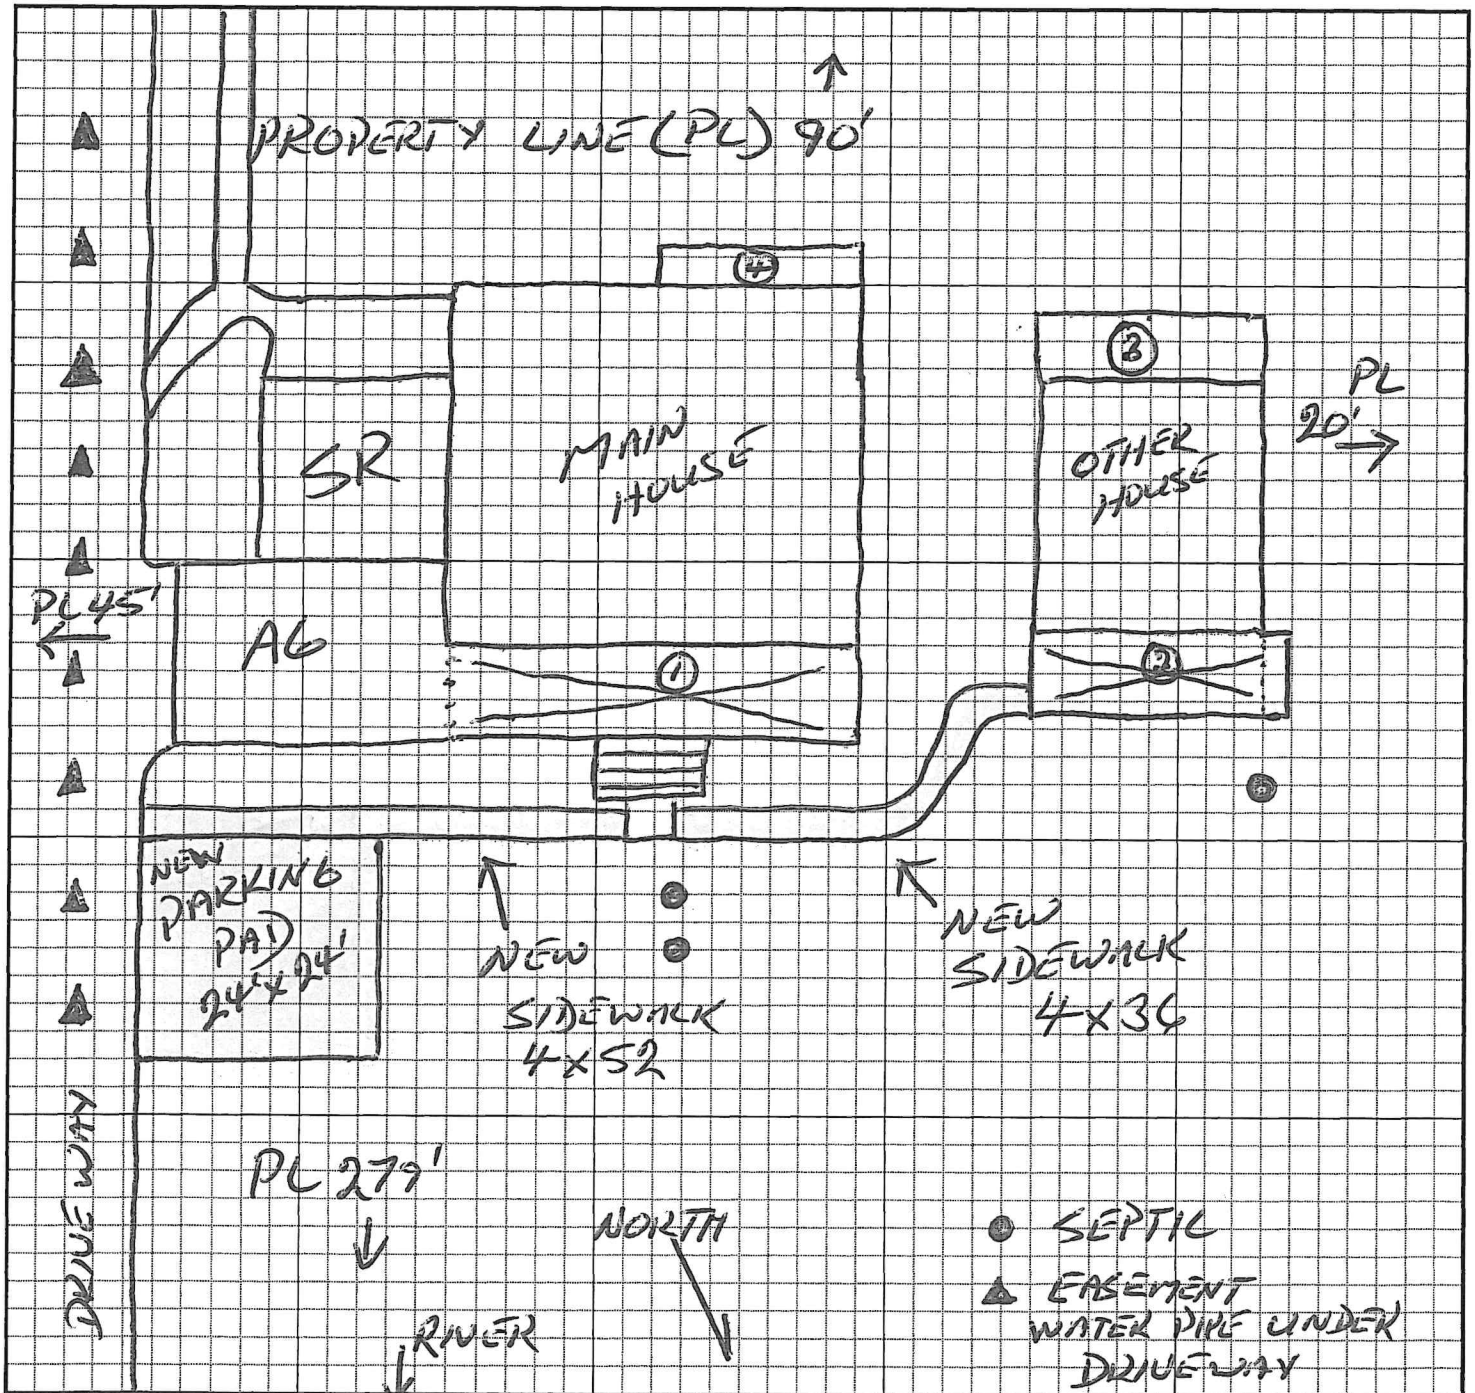 PROPERTY LINE (PL) 90'
4
3
PL
20'
MAIN
HOUSE
OTHER
HOUSE
SR
PL 45'
AG
1
2
NEW
PARKING
PAD
24'x24'
NEW
SIDEWALK
4x52
NEW
SIDEWALK
4x36
DRIVEWAY
PL 279'
NORTH
RIVER
SEPTIC
EASEMENT
WATER PIPE UNDER
DRIVEWAY